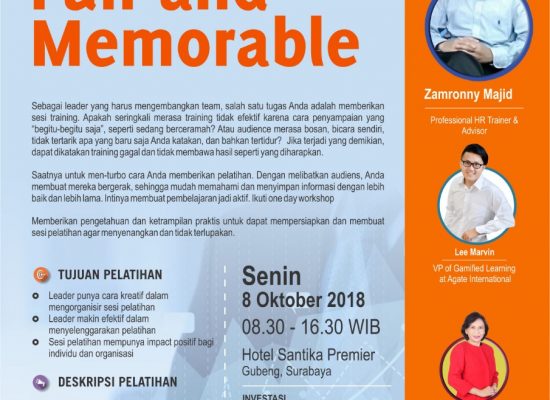 Fun and
Memorable
Sebagai leader yang harus mengembangkan team, salah satu tugas Anda adalah memberikan
sesi training. Apakah seringkali merasa training tidak efektif karena cara penyampaian yang
“begitu-begitu saja”, seperti sedang berceramah? Atau audience merasa bosan, bicara sendiri,
tidak tertarik apa yang baru saja Anda katakan, dan bahkan tertidur? Jika terjadi yang demikian,
dapat dikatakan training gagal dan tidak membawa hasil seperti yang diharapkan.
Saatnya untuk men-turbo cara Anda memberikan pelatihan. Dengan melibatkan audiens, Anda
membuat mereka bergerak, sehingga mudah memahami dan menyimpan informasi dengan lebih
baik dan lebih lama. Intinya membuat pembelajaran jadi aktif. Ikuti one day workshop
Memberikan pengetahuan dan ketrampilan praktis untuk dapat mempersiapkan dan membuat
sesi pelatihan agar menyenangkan dan tidak terlupakan.
TUJUAN PELATIHAN
Leader punya cara kreatif dalam
mengorganisir sesi pelatihan
Leader makin efektif dalam
menyelenggarakan pelatihan
Sesi pelatihan mempunya impact positif bagi
individu dan organisasi
DESKRIPSI PELATIHAN
Senin
8 Oktober 2018
08.30 - 16.30 WIB
Hotel Santika Premier
Gubeng, Surabaya
INVESTASI
Zamronny Majid
Professional HR Trainer &
Advisor
Lee Marvin
VP of Gamified Learning
at Agate International